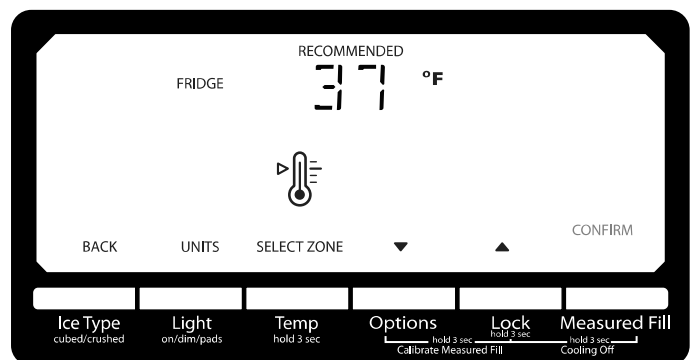 RECOMMENDED
FRIDGE 37 °F
CONFIRM
BACK UNITS SELECT ZONE
Ice Type Light Temp Options Lock Measured Fill
cubed/crushed on/dim/pads hold 3 sec hold 3 sec
hold 3 sec hold 3 sec
Calibrate Measured Fill Cooling Off